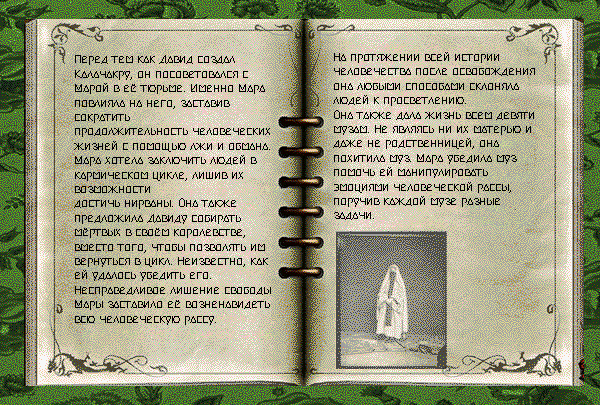 Перед тем как Давид создал
Калачакру, он посоветовался с
Марой в её тюрьме. Именно Мара
повлияла на него, заставив
сократить
продолжительность человеческих
жизней с помощью лжи и обмана.
Мара хотела заключить людей в
кармическом цикле, лишив их
возможности
достичь нирваны. Она также
предложила Давиду собирать
мёртвых в своём королевстве,
вместо того, чтобы позволять им
вернуться в цикл. Неизвестно, как
ей удалось убедить его.
Несправедливое лишение свободы
Мары заставило её возненавидеть
всю человеческую рассу.
На протяжении всей истории
человечества после освобождения
она любыми способами склоняла
людей к просветлению.
Она также дала жизнь всем девяти
музам. Не являясь ни их матерью и
даже не родственницей, она
похитила муз. Мара убедила муз
помочь ей манипулировать
эмоциями человеческой рассы,
поручив каждой музе разные
задачи.